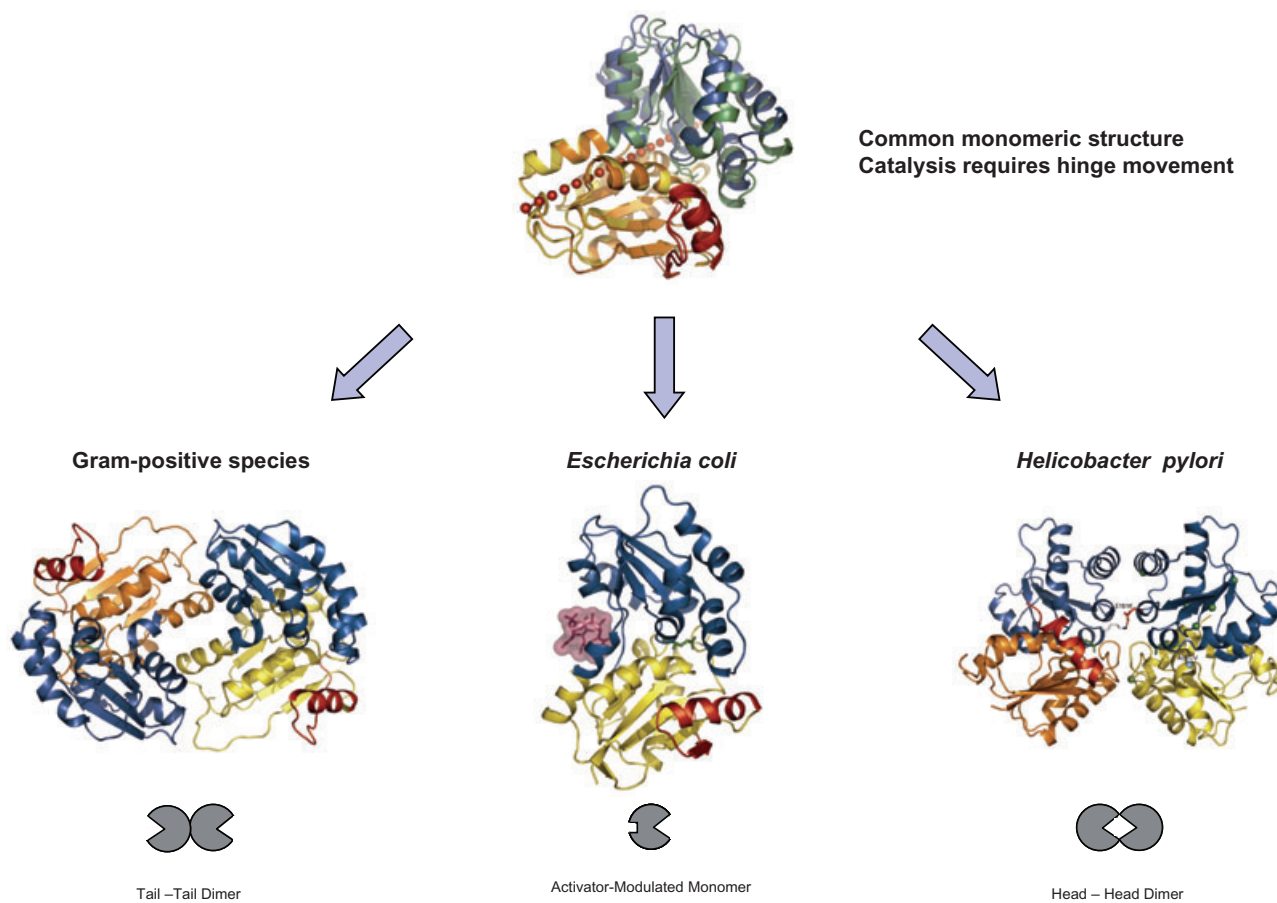 Common monomeric structure
Catalysis requires hinge movement
Gram-positive species
Escherichia coli
Helicobacter pylori
Tail –Tail Dimer
Activator-Modulated Monomer
Head – Head Dimer